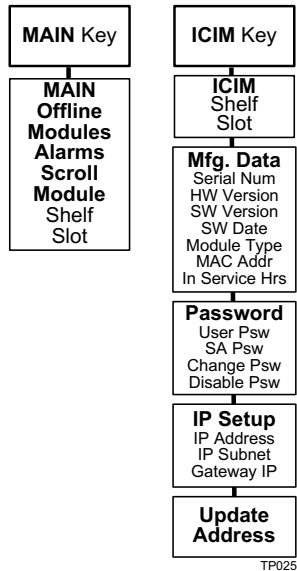 MAIN Key
MAIN
Offline
Modules
Alarms
Scroll
Module
Shelf
Slot
ICIM Key
ICIM
Shelf
Slot
Mfg. Data
Serial Num
HW Version
SW Version
SW Date
Module Type
MAC Addr
In Service Hrs
Password
User Psw
SA Psw
Change Psw
Disable Psw
IP Setup
IP Address
IP Subnet
Gateway IP
Update
Address
TP025